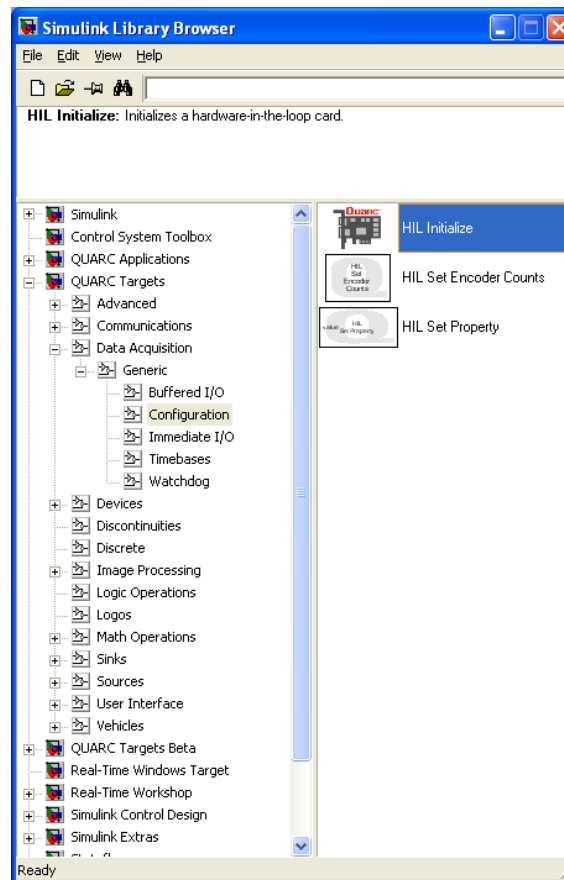 Simulink Library Browser
File Edit View Help
HIL Initialize: Initializes a hardware-in-the-loop card.
Simulink
Control System Toolbox
QUARC Applications
QUARC Targets
Advanced
Communications
Data Acquisition
Generic
Buffered I/O
Configuration
Immediate I/O
Timebases
Watchdog
Devices
Discontinuities
Discrete
Image Processing
Logic Operations
Logos
Math Operations
Sinks
Sources
User Interface
Vehicles
QUARC Targets Beta
Real-Time Windows Target
Real-Time Workshop
Simulink Control Design
Simulink Extras
QUARC
HIL Initialize
HIL
Set
Encoder
Counts
HIL Set Encoder Counts
value
HIL
Set Property
HIL Set Property
Ready